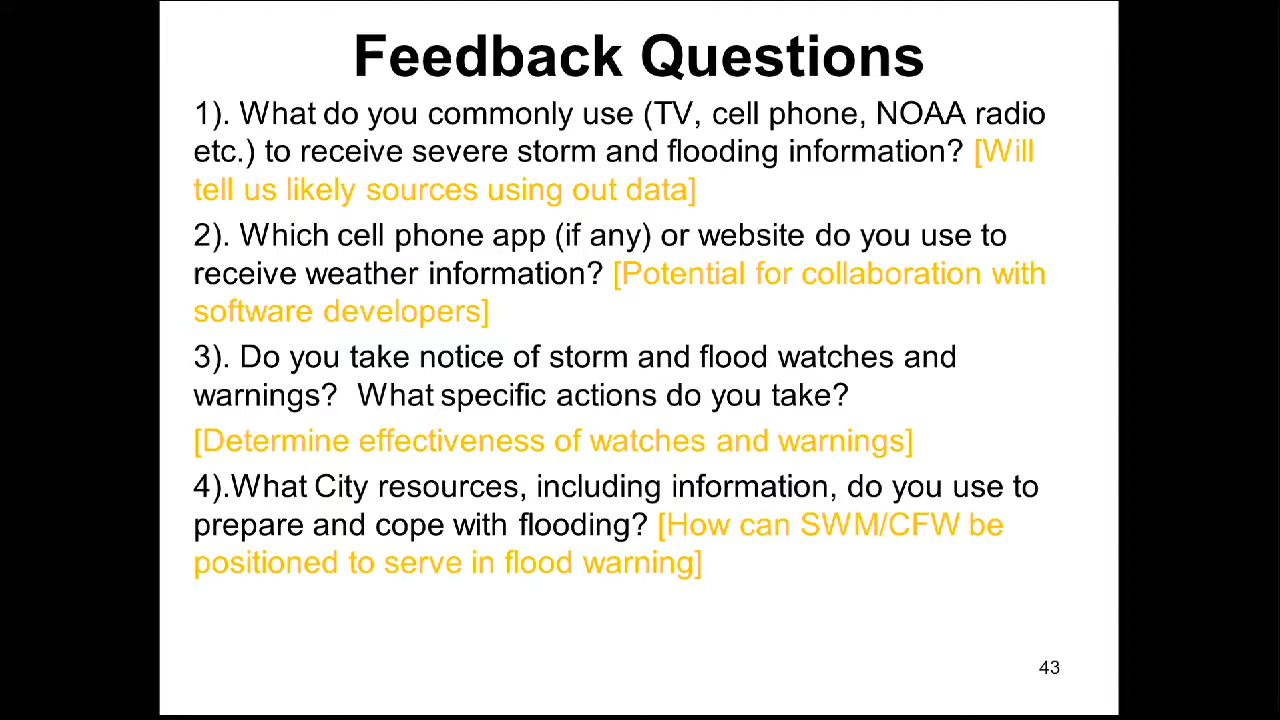 Feedback Questions
1). What do you commonly use (TV, cell phone, NOAA radio
etc.) to receive severe storm and flooding information? [Will
tell us likely sources using out data]
2). Which cell phone app (if any) or website do you use to
receive weather information? [Potential for collaboration with
software developers]
3). Do you take notice of storm and flood watches and
warnings?  What specific actions do you take?
[Determine effectiveness of watches and warnings]
4).What City resources, including information, do you use to
prepare and cope with flooding? [How can SWM/CFW be
positioned to serve in flood warning]
43